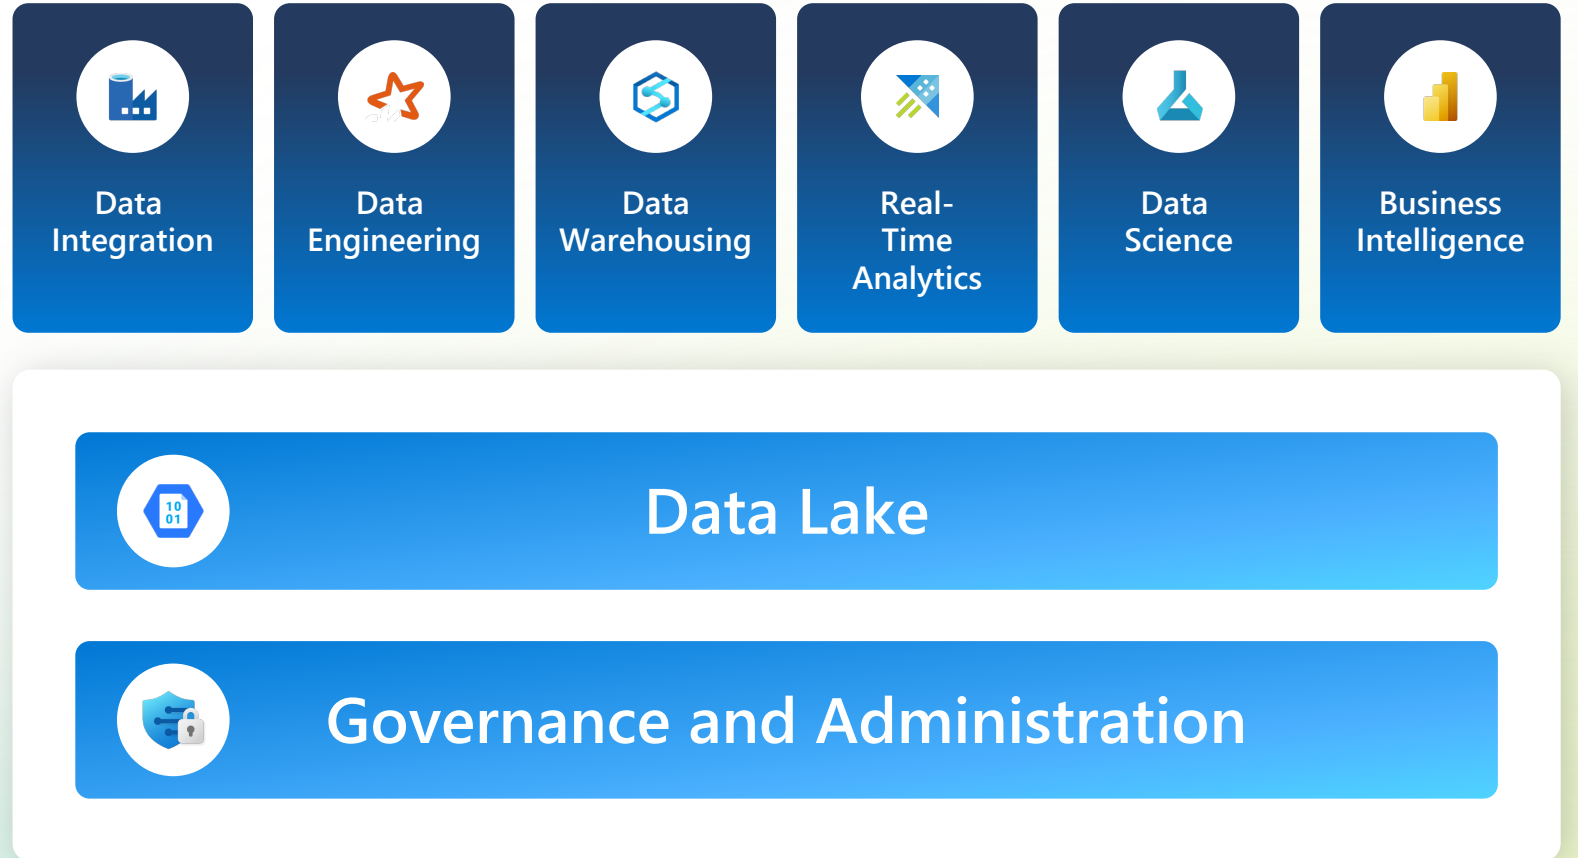 Data
Integration
Data
Engineering
Data
Warehousing
Real-
Time
Analytics
Data
Science
Business
Intelligence
10
01
Data Lake
Governance and Administration